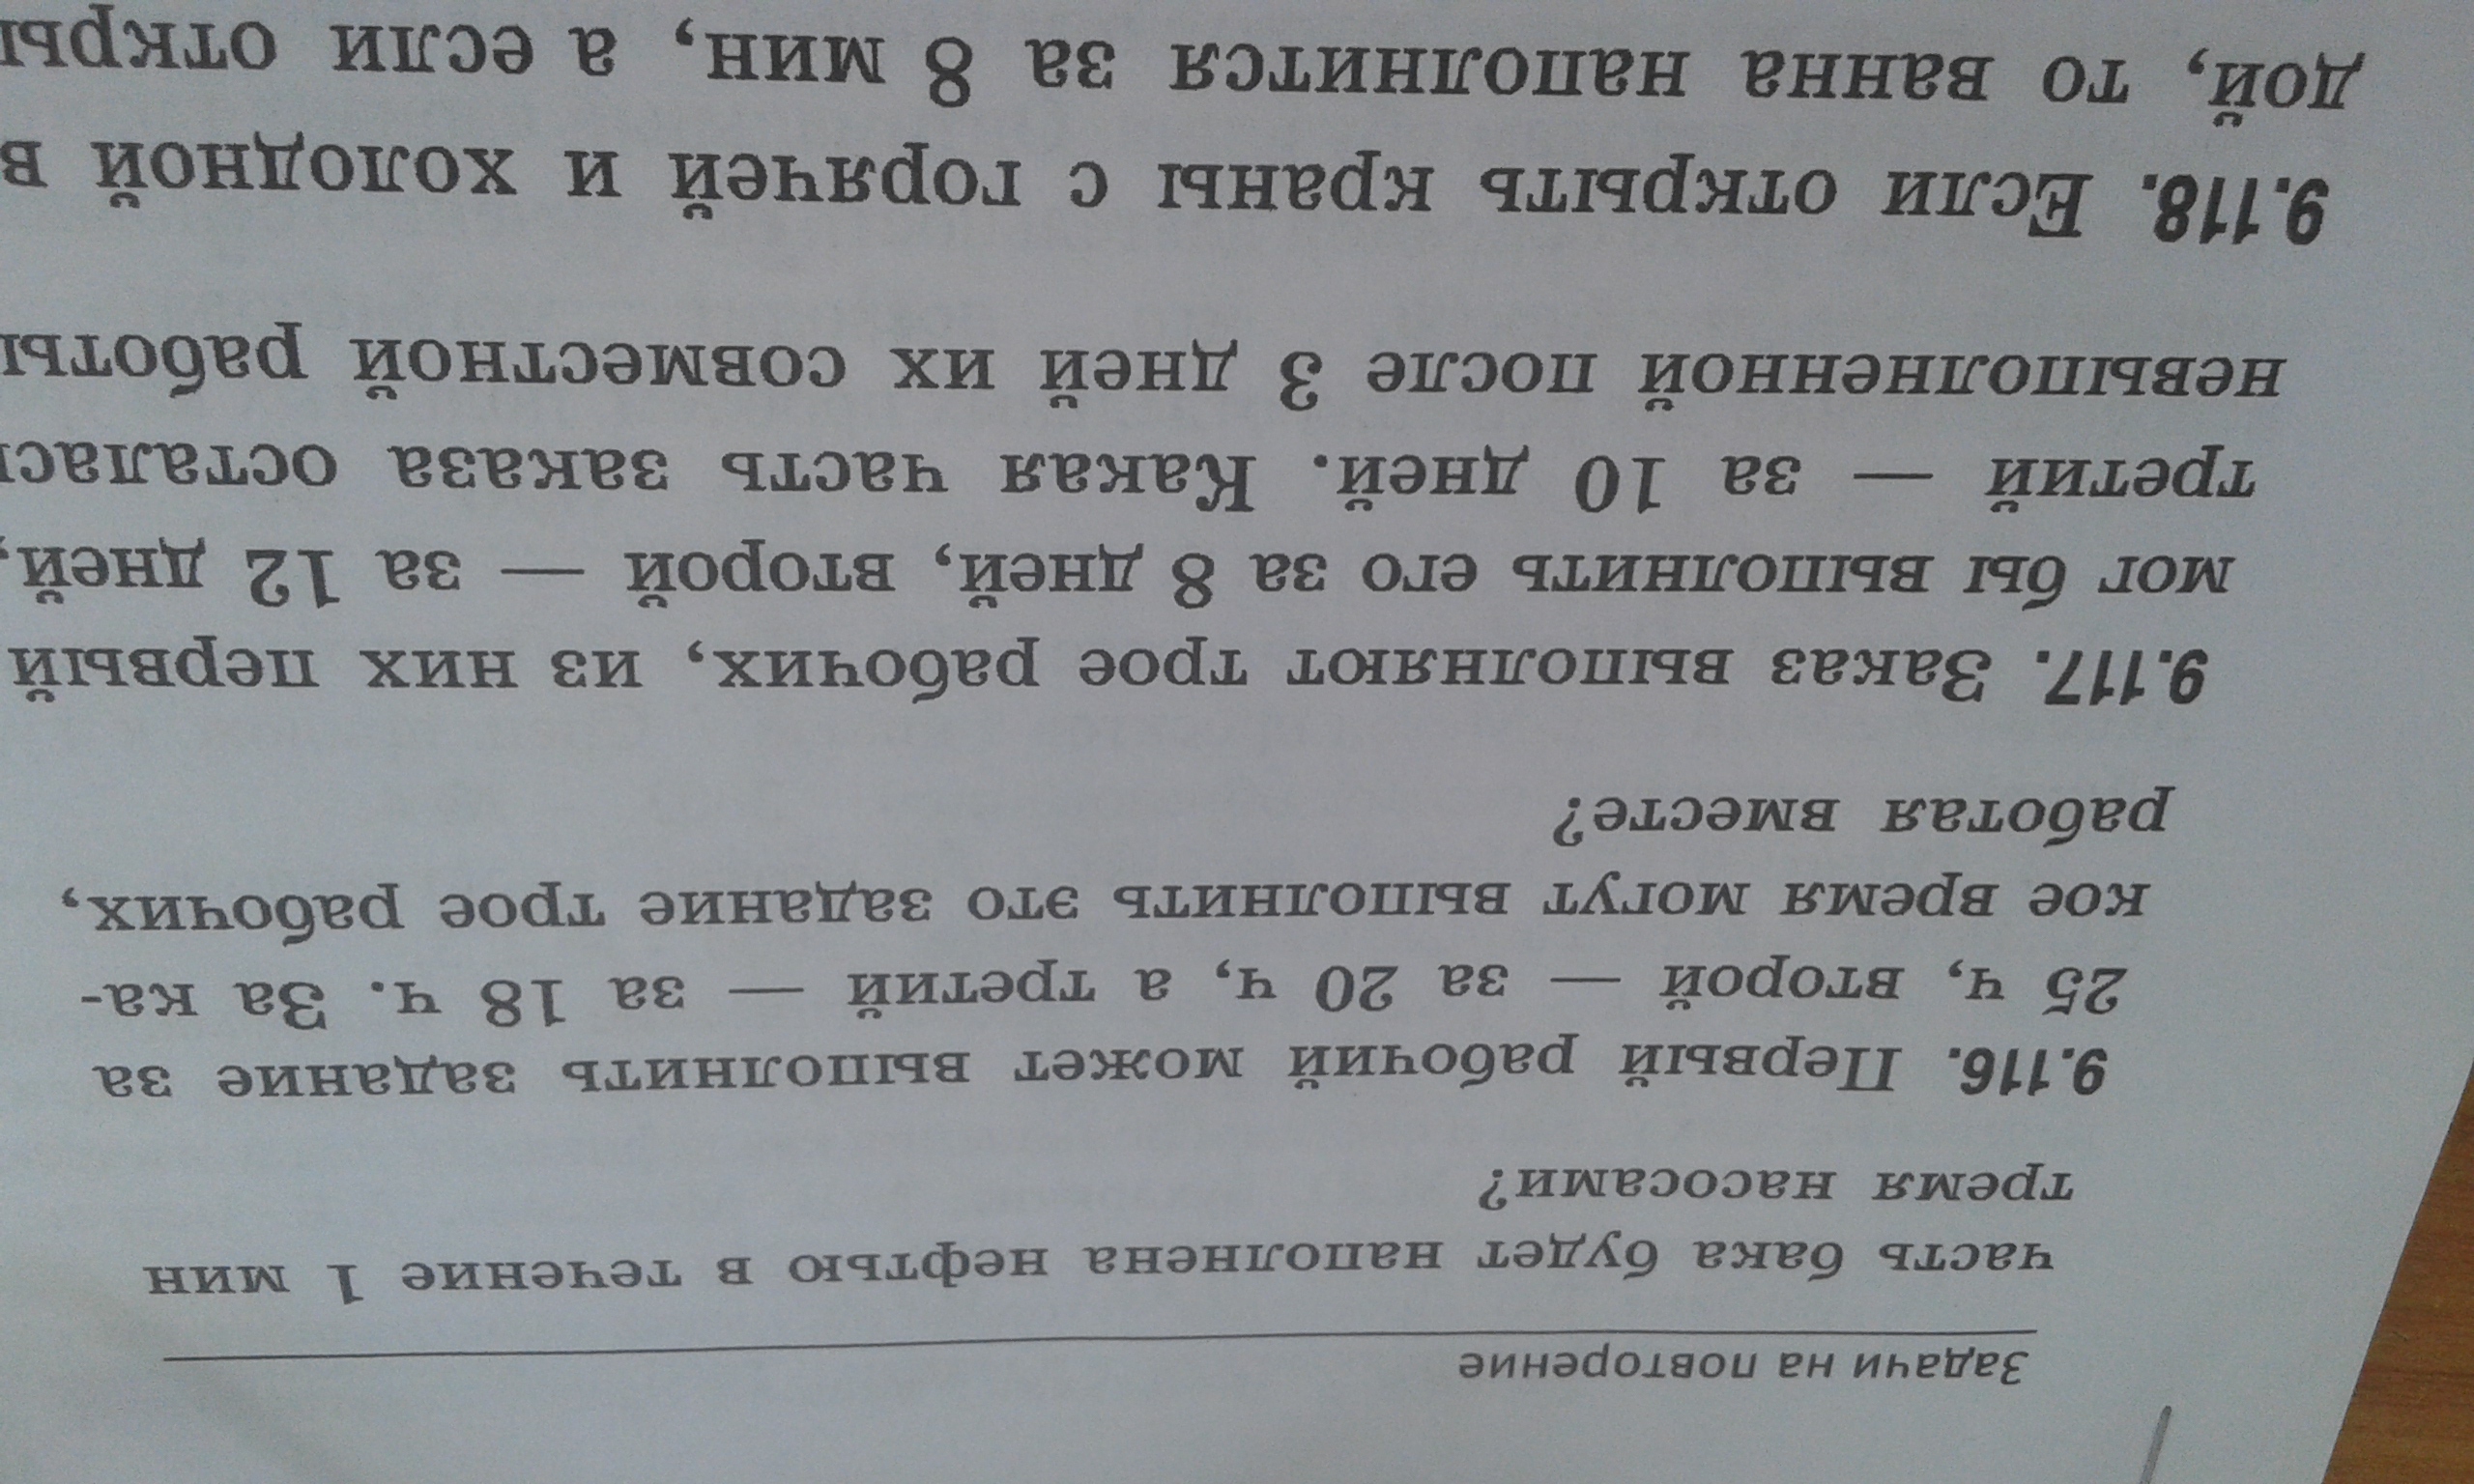 Задачи на повторение
часть бака будет наполнена нефтью в течение 1 мин
тремя насосами?
9.116. Первый рабочий может выполнить задание за
25 ч, второй — за 20 ч, а третий — за 18 ч. За ка-
кое время могут выполнить это задание трое рабочих,
работая вместе?
9.117. Заказ выполняют трое рабочих, из них первый
мог бы выполнить его за 8 дней, второй — за 12 дней,
третий — за 10 дней. Какая часть заказа осталас
невыполненной после 3 дней их совместной работы
9.118. Если открыть краны с горячей и холодной в
дой, то ванна наполнится за 8 мин, а если откры